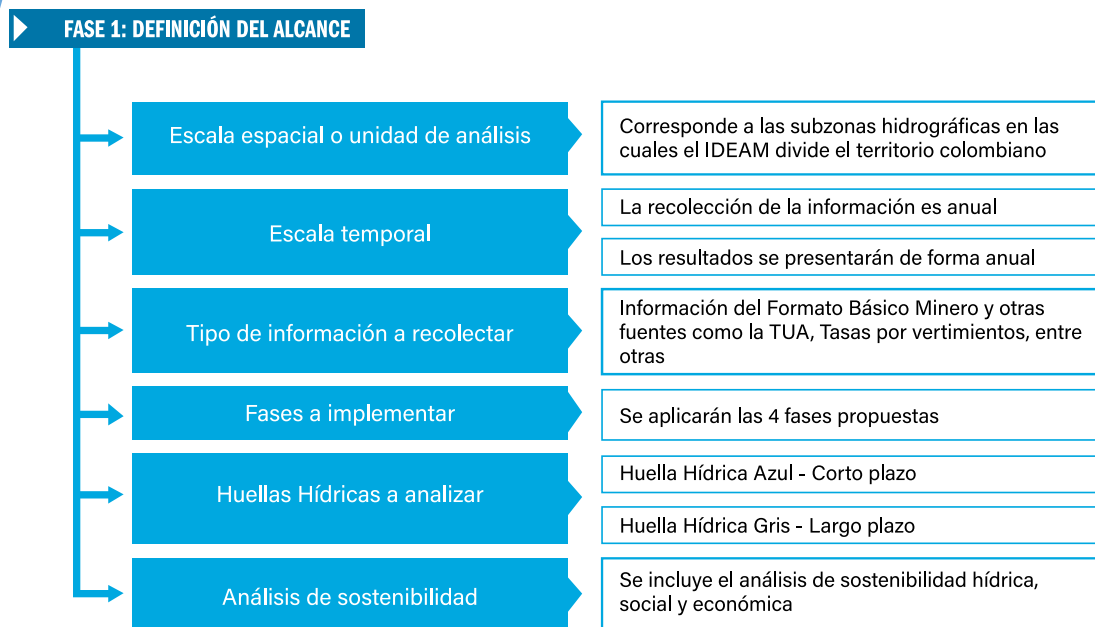 FASE 1: DEFINICIÓN DEL ALCANCE
Escala espacial o unidad de análisis
Corresponde a las subzonas hidrográficas en las
cuales el IDEAM divide el territorio colombiano
Escala temporal
La recolección de la información es anual
Los resultados se presentarán de forma anual
Tipo de información a recolectar
Información del Formato Básico Minero y otras
fuentes como la TUA, Tasas por vertimientos, entre
otras
Fases a implementar
Se aplicarán las 4 fases propuestas
Huellas Hídricas a analizar
Huella Hídrica Azul - Corto plazo
Huella Hídrica Gris - Largo plazo
Análisis de sostenibilidad
Se incluye el análisis de sostenibilidad hídrica,
social y económica